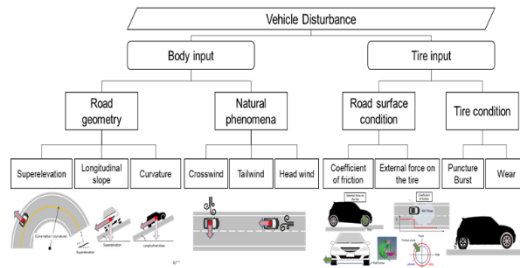 Vehicle Disturbance
Body input
Tire input
Road
geometry
Natural
phenomena
Road surface
condition
Tire condition
Superelevation
Longitudinal
slope
Curvature
Crosswind
Tailwind
Head wind
Coefficient
of friction
External force on
the tire
Puncture
Burst
Wear